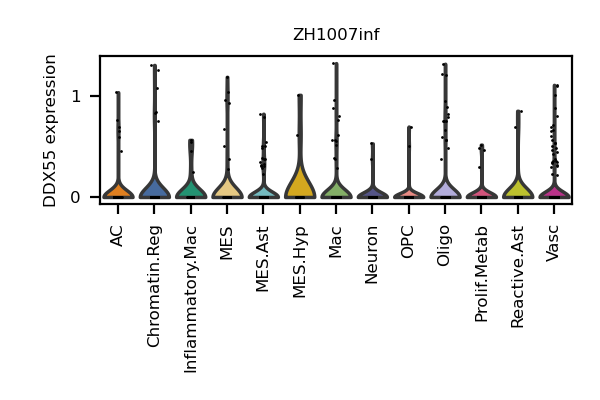 ZH1007inf
DDX55 expression
1
0
AC
Chromatin.Reg
Inflammatory.Mac
MES
MES.Ast
MES.Hyp
Mac
Neuron
OPC
Oligo
Prolif.Metab
Reactive.Ast
Vasc